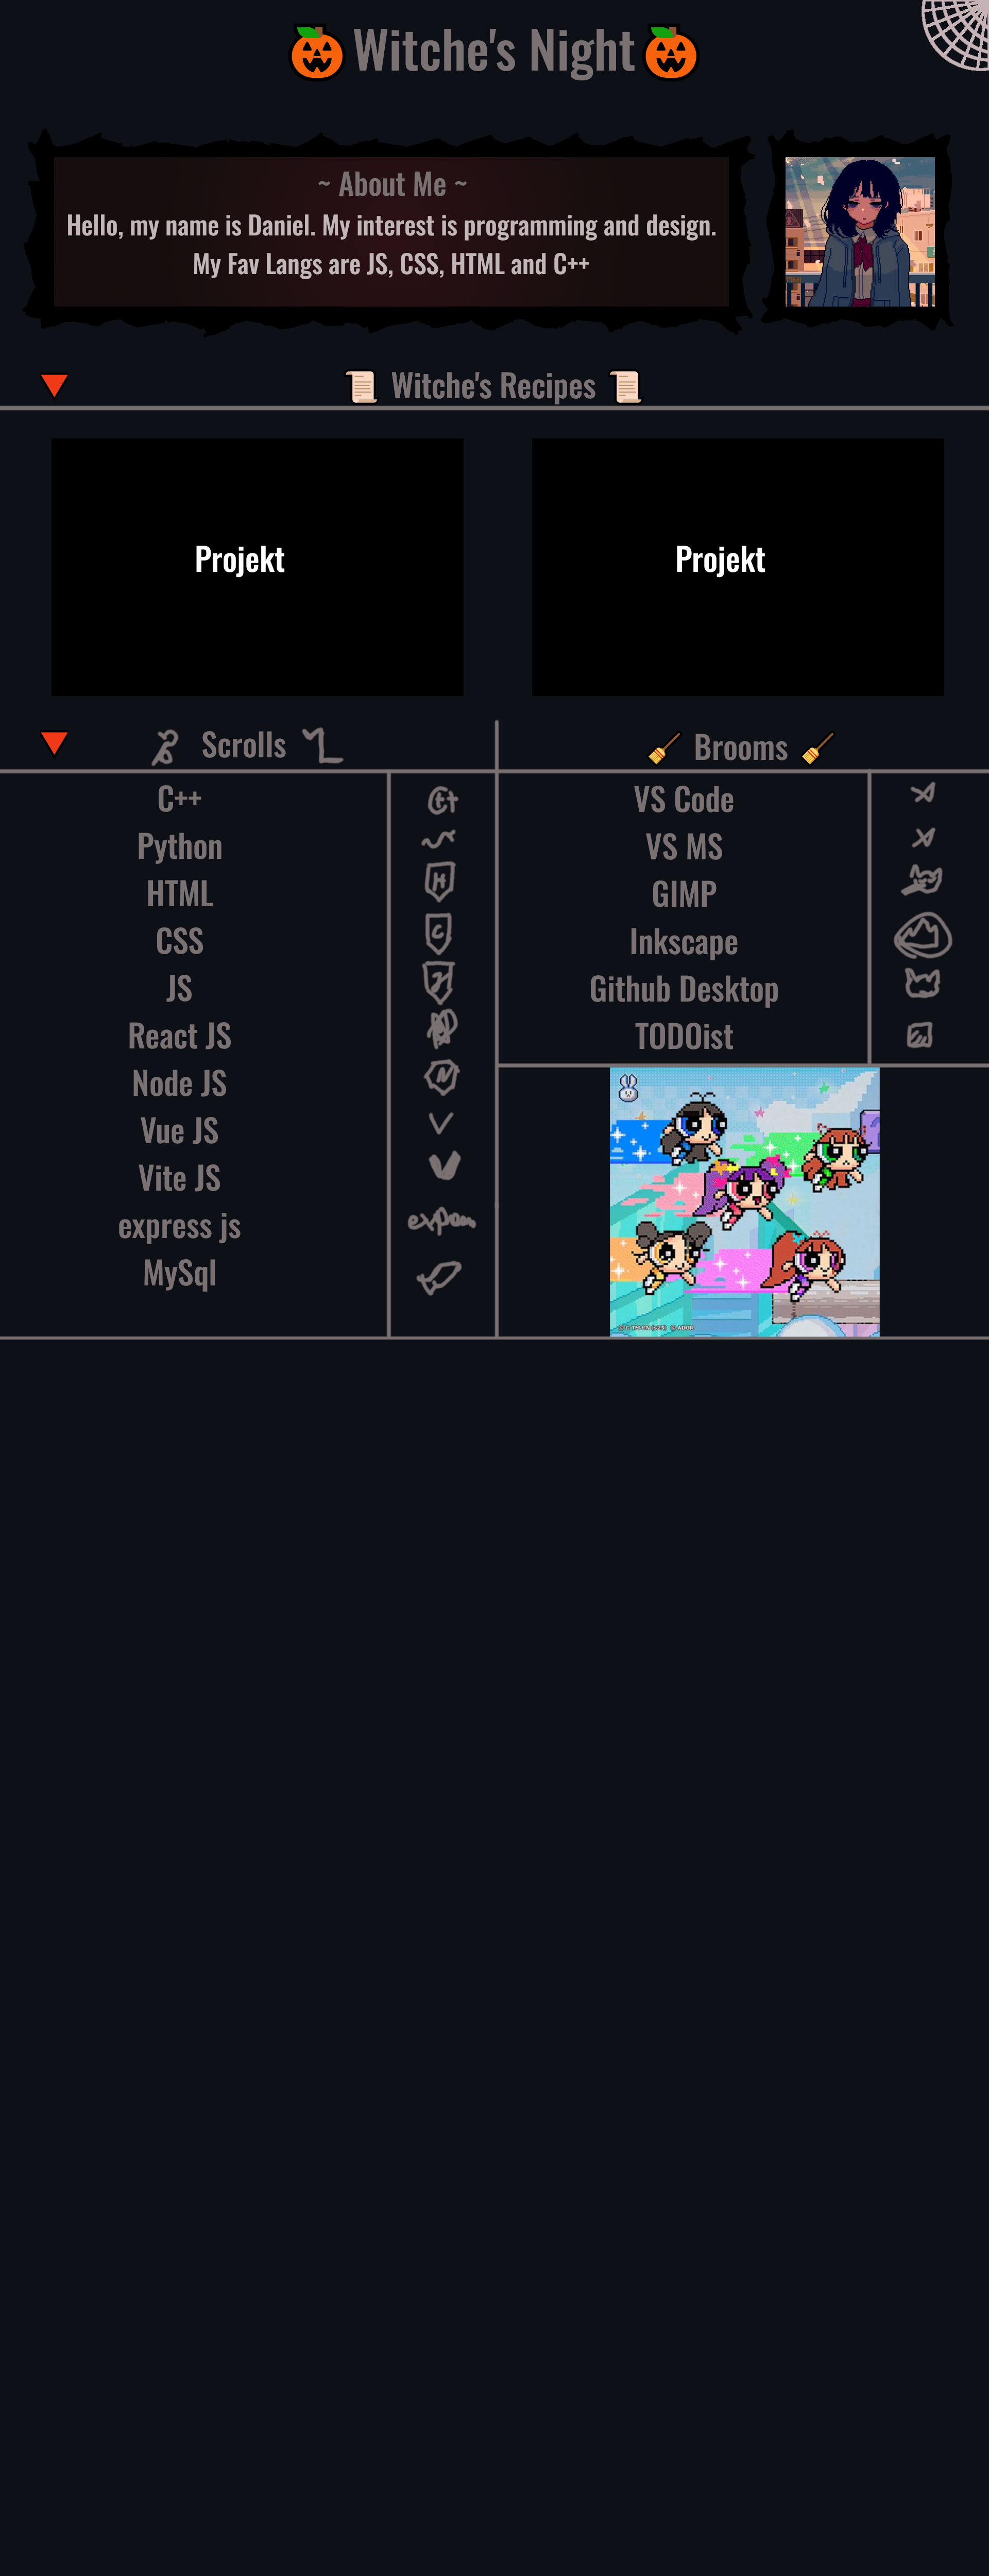 Witche's Night
~ About Me ~
Hello, my name is Daniel. My interest is programming and design.
My Fav Langs are JS, CSS, HTML and C++
Witche's Recipes
Projekt
Projekt
Scrolls
C++
Python
HTML
CSS
JS
React JS
Node JS
Vue JS
Vite JS
express js
MySql
C+
H
C
N
Brooms
VS Code
VS MS
GIMP
Inkscape
Github Desktop
TODOist